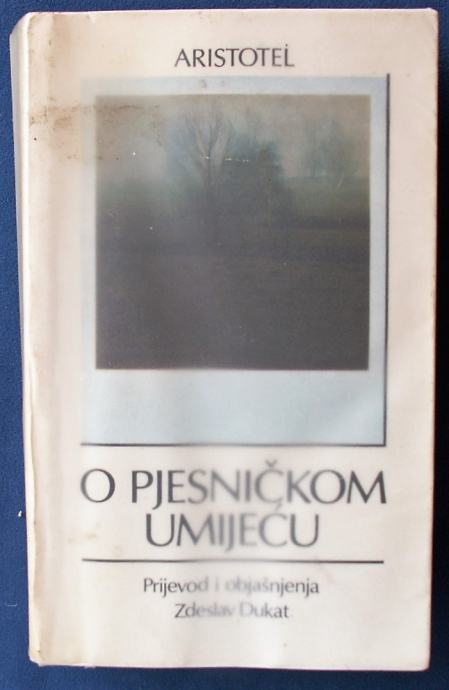 ARISTOTEL
O PJESNIČKOM
UMIJEĆU
Prijevod i objašnjenja
Zdeslav Dukat